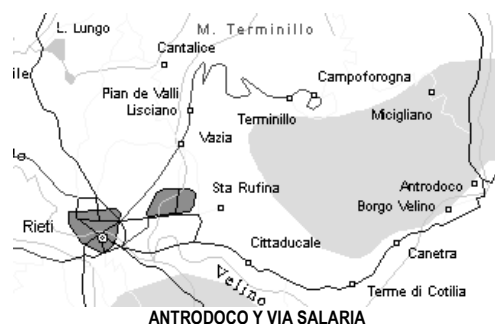 L. Lungo
M. Terminillo
Cantalice
ile
Campoforogna
Pian de Valli
Lisciano
Terminillo
Micigliano
Vazia
Antrodoco
Sta Rufina
Borgo Velino
Rieti
Cittaducale
Canetra
Velino
Terme di Cotilia
ANTRODOCO Y VIA SALARIA